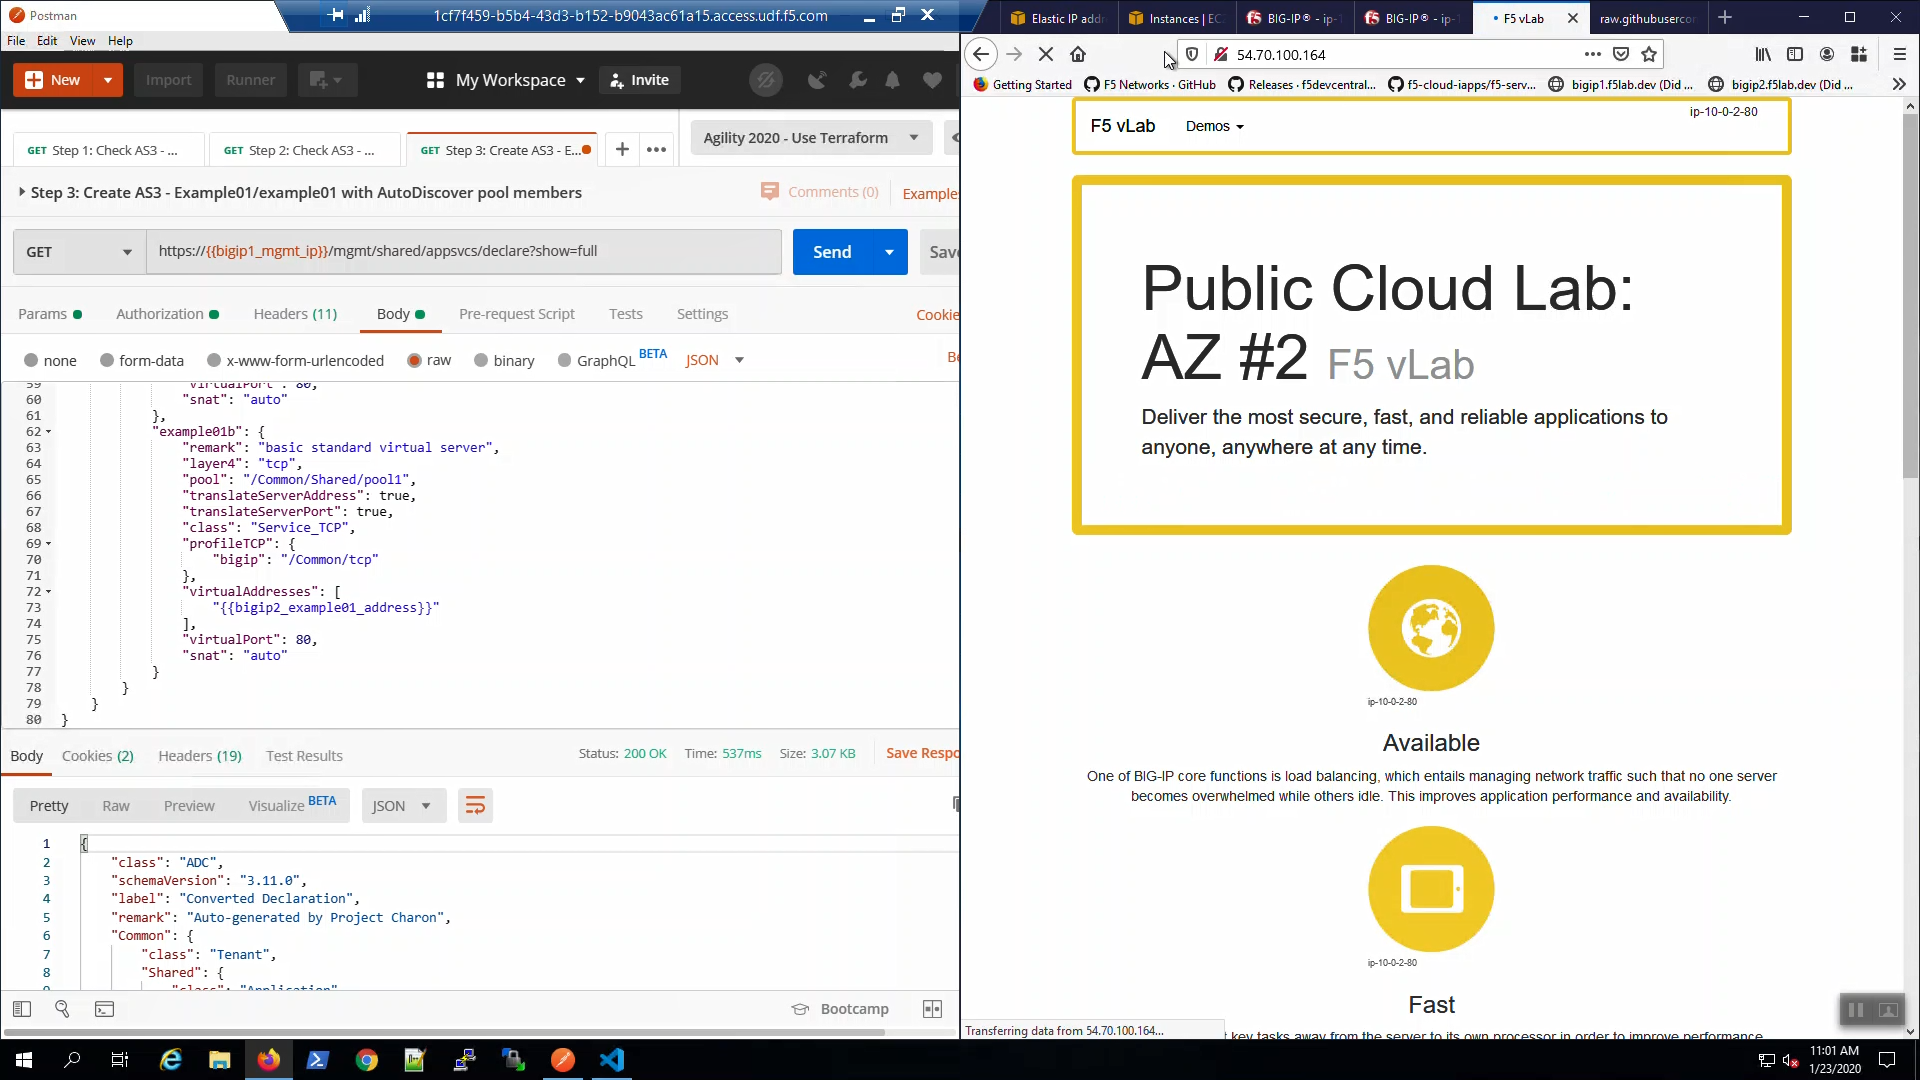 Postman
1cf7f459-b5b4-43d3-b152-b9043ac61a15.access.udf.f5.com
File Edit View Help
New
Import
Runner
My Workspace
Invite
GET Step 1: Check AS3 - ...
GET Step 2: Check AS3 - ...
GET Step 3: Create AS3 - E...
Agility 2020 - Use Terraform
Step 3: Create AS3 - Example01/example01 with AutoDiscover pool members
Comments (0)
Examples
GET
https://{{bigip1_mgmt_ip}}/mgmt/shared/appsvcs/declare?show=full
Send
Save
Params
Authorization
Headers (11)
Body
Pre-request Script
Tests
Settings
Cookie
none
form-data
x-www-form-urlencoded
raw
binary
GraphQL BETA
JSON
Be
59 "virtualPort": 80,
60 "snat": "auto"
61 },
62 "example01b": {
63 "remark": "basic standard virtual server",
64 "layer4": "tcp",
65 "pool": "/Common/Shared/pool1",
66 "translateServerAddress": true,
67 "translateServerPort": true,
68 "class": "Service_TCP",
69 "profileTCP": {
70 "bigip": "/Common/tcp"
71 },
72 "virtualAddresses": [
73 "{{bigip2_example01_address}}"
74 ],
75 "virtualPort": 80,
76 "snat": "auto"
77 }
78 }
79 }
80 }
Body
Cookies (2)
Headers (19)
Test Results
Status: 200 OK
Time: 537ms
Size: 3.07 KB
Save Respo
Pretty
Raw
Preview
Visualize BETA
JSON
1 {
2 "class": "ADC",
3 "schemaVersion": "3.11.0",
4 "label": "Converted Declaration",
5 "remark": "Auto-generated by Project Charon",
6 "Common": {
7 "class": "Tenant",
8 "Shared": {
9 "class": "Application"
Bootcamp
Elastic IP addr
Instances | EC
BIG-IP® - ip-1
BIG-IP® - ip-1
F5 vLab
raw.githubuserco
54.70.100.164
Getting Started
F5 Networks · GitHub
Releases · f5devcentral...
f5-cloud-iapps/f5-serv...
bigip1.f5lab.dev (Did ...
bigip2.f5lab.dev (Did ...
F5 vLab
Demos
ip-10-0-2-80
Public Cloud Lab:
AZ #2 F5 vLab
Deliver the most secure, fast, and reliable applications to
anyone, anywhere at any time.
ip-10-0-2-80
Available
One of BIG-IP core functions is load balancing, which entails managing network traffic such that no one server
becomes overwhelmed while others idle. This improves application performance and availability.
ip-10-0-2-80
Fast
key tasks away from the server to its own processor in order to improve performance
Transferring data from 54.70.100.164...
11:01 AM
1/23/2020